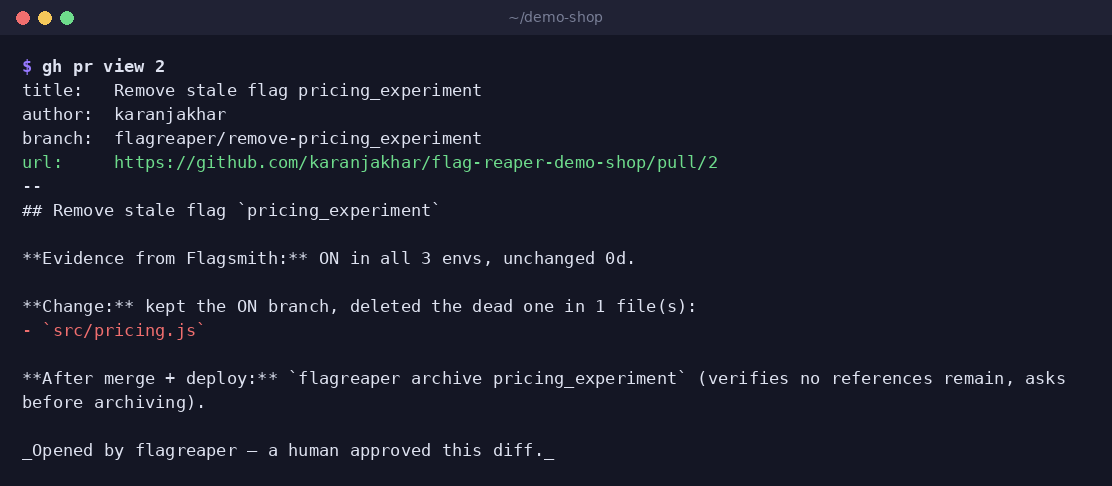 ~/demo-shop
$ gh pr view 2
title:   Remove stale flag pricing_experiment
author:  karanjakhar
branch:  flagreaper/remove-pricing_experiment
url:     https://github.com/karanjakhar/flag-reaper-demo-shop/pull/2
--
## Remove stale flag `pricing_experiment`
**Evidence from Flagsmith:** ON in all 3 envs, unchanged 0d.
**Change:** kept the ON branch, deleted the dead one in 1 file(s):
- `src/pricing.js`
**After merge + deploy:** `flagreaper archive pricing_experiment` (verifies no references remain, asks
before archiving).
_Opened by flagreaper — a human approved this diff._